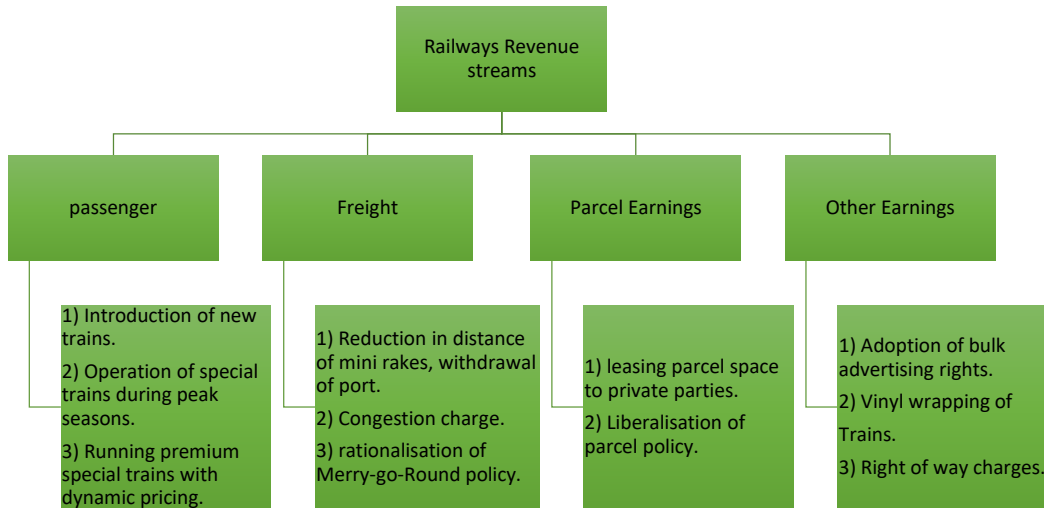 Railways Revenue
streams
passenger
Freight
Parcel Earnings
Other Earnings
1) Introduction of new
trains.
2) Operation of special
trains during peak
seasons.
3) Running premium
special trains with
dynamic pricing.
1) Reduction in distance
of mini rakes, withdrawal
of port.
2) Congestion charge.
3) rationalisation of
Merry-go-Round policy.
1) leasing parcel space
to private parties.
2) Liberalisation of
parcel policy.
1) Adoption of bulk
advertising rights.
2) Vinyl wrapping of
Trains.
3) Right of way charges.